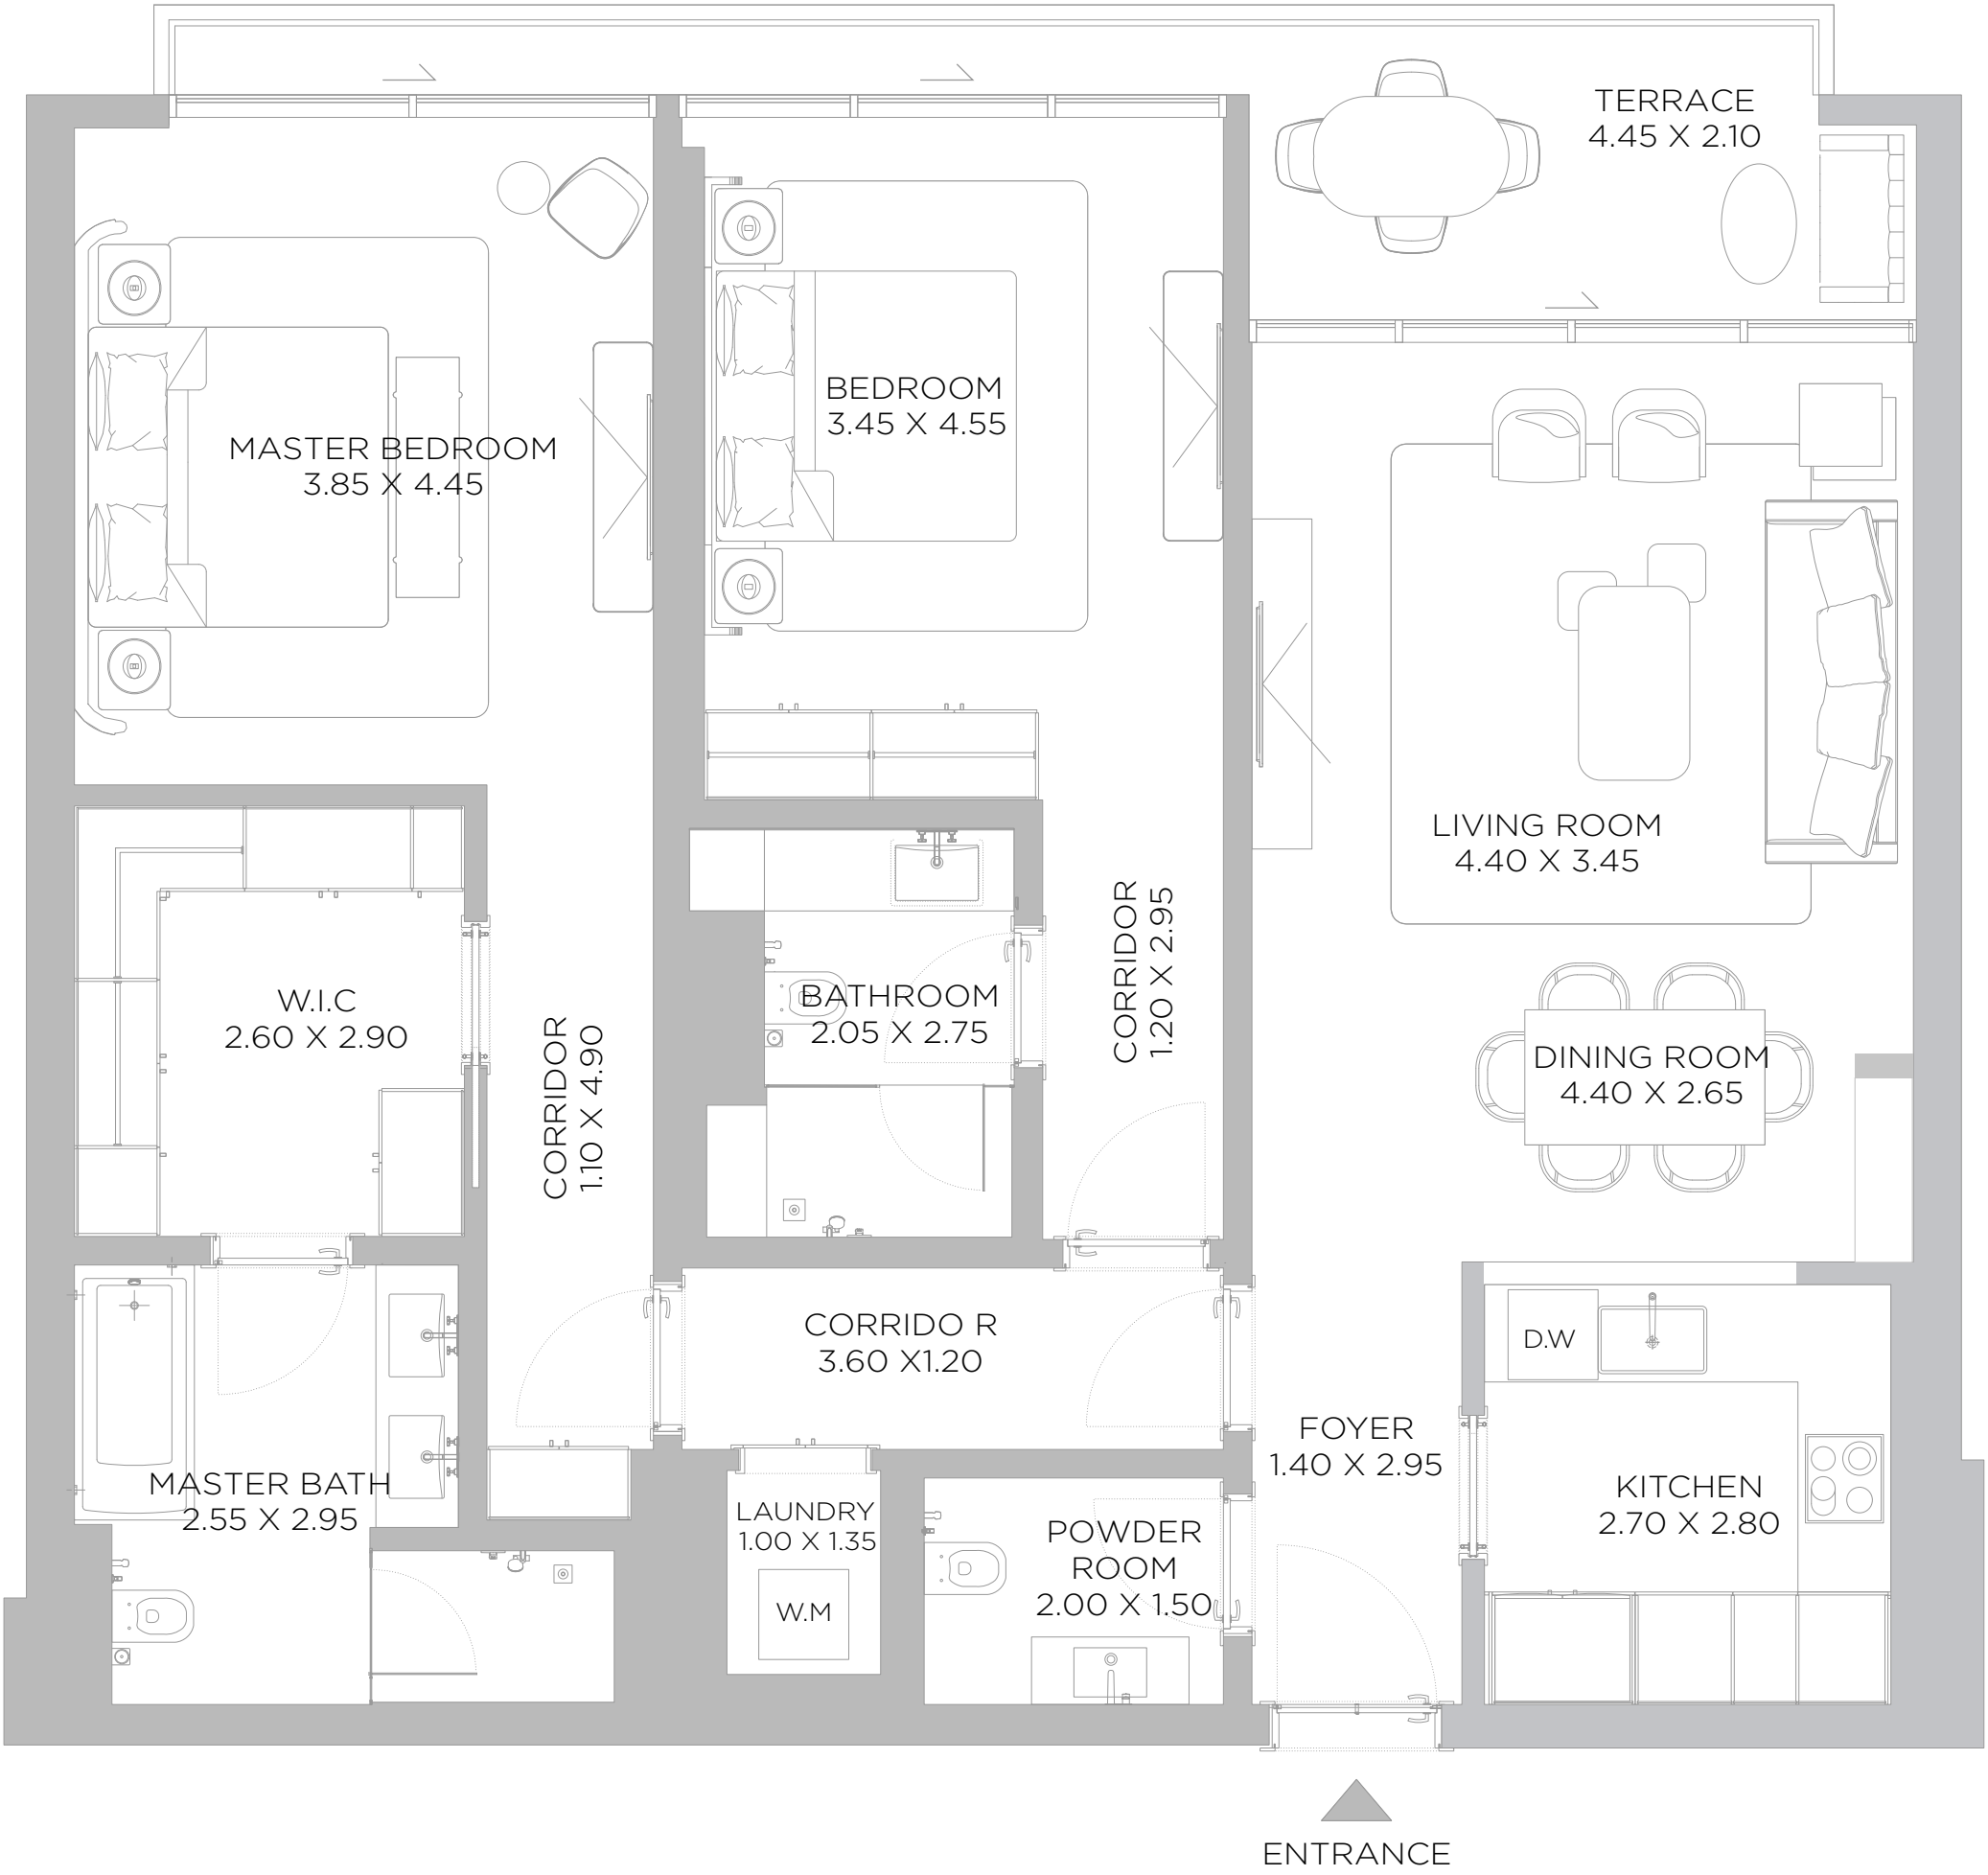 TERRACE
4.45 X 2.10
BEDROOM
3.45 X 4.55
MASTER BEDROOM
3.85 X 4.45
LIVING ROOM
4.40 X 3.45
CORRIDOR
1.20 X 2.95
W.I.C
2.60 X 2.90
BATHROOM
2.05 X 2.75
CORRIDOR
1.10 X 4.90
DINING ROOM
4.40 X 2.65
CORRIDO R
3.60 X1.20
D.W
FOYER
1.40 X 2.95
MASTER BATH
2.55 X 2.95
KITCHEN
2.70 X 2.80
LAUNDRY
1.00 X 1.35
POWDER
ROOM
2.00 X 1.50
W.M
ENTRANCE